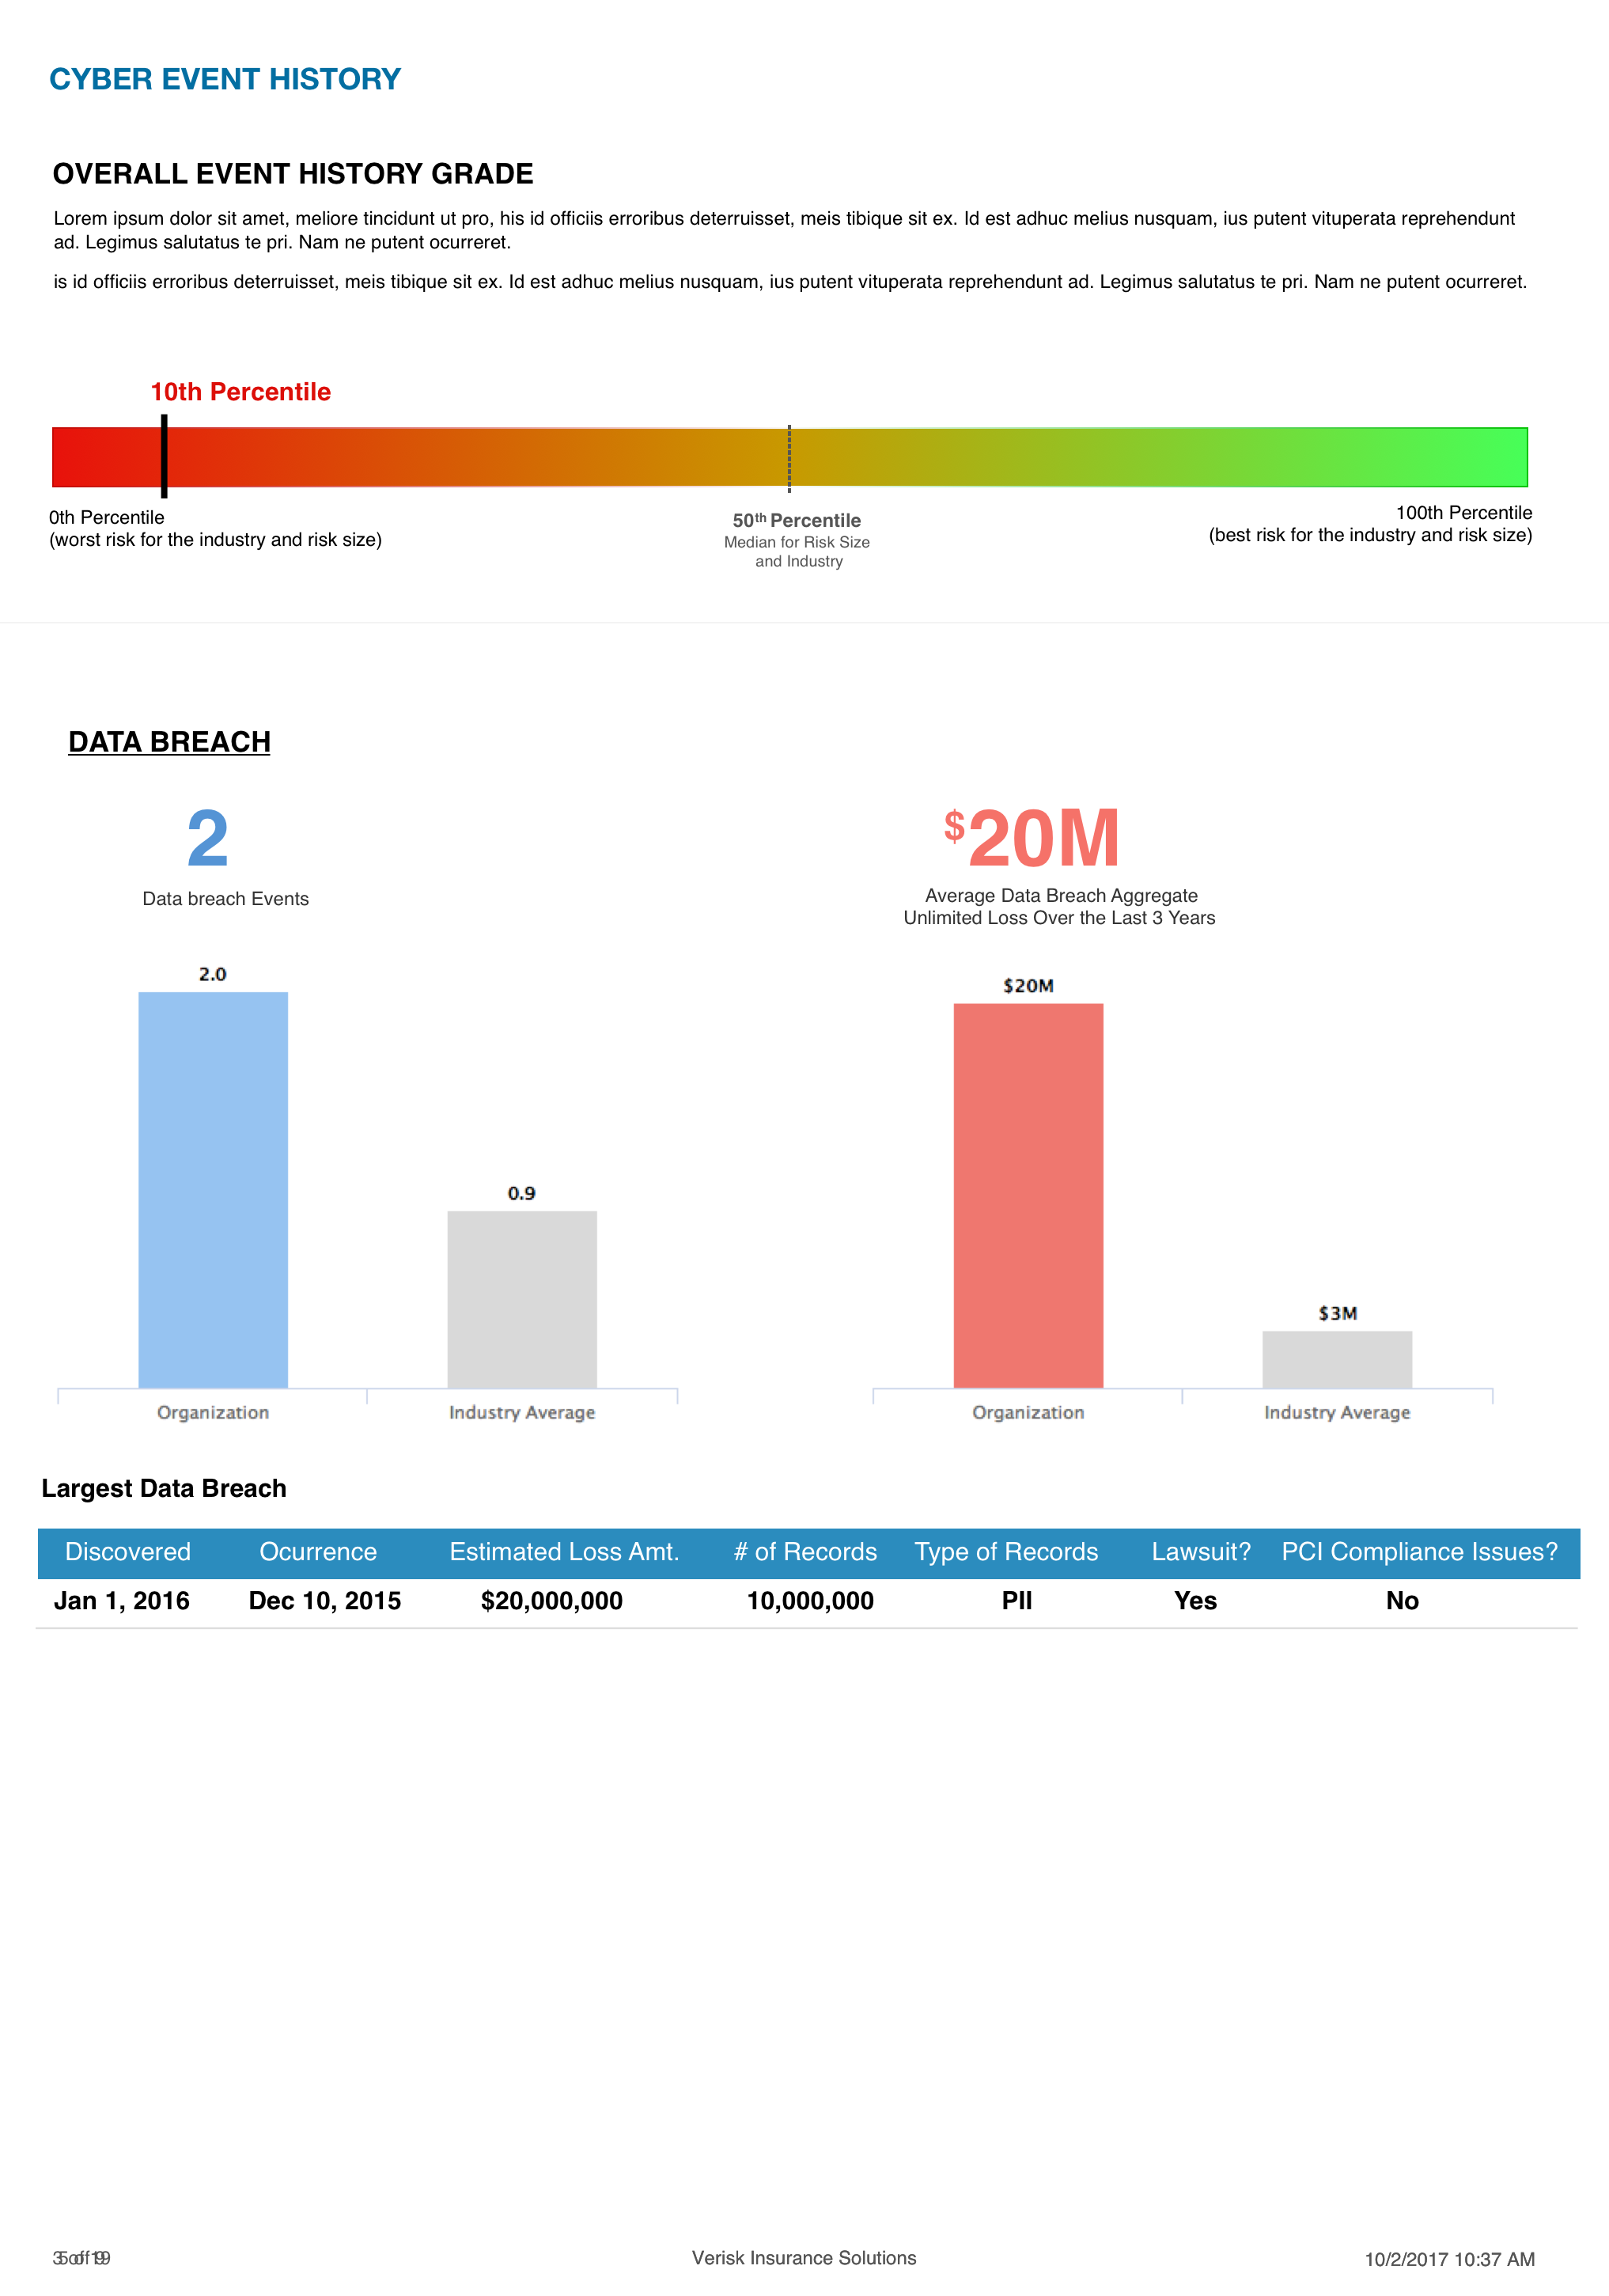 CYBER EVENT HISTORY
OVERALL EVENT HISTORY GRADE
Lorem ipsum dolor sit amet, meliore tincidunt ut pro, his id officiis erroribus deterruisset, meis tibique sit ex. Id est adhuc melius nusquam, ius putent vituperata reprehendunt
ad. Legimus salutatus te pri. Nam ne putent ocurreret.
is id officiis erroribus deterruisset, meis tibique sit ex. Id est adhuc melius nusquam, ius putent vituperata reprehendunt ad. Legimus salutatus te pri. Nam ne putent ocurreret.
10th Percentile
0th Percentile
(worst risk for the industry and risk size)
50th Percentile
Median for Risk Size
and Industry
100th Percentile
(best risk for the industry and risk size)
DATA BREACH
2
Data breach Events
2.0
0.9
Organization Industry Average
$20M
Average Data Breach Aggregate
Unlimited Loss Over the Last 3 Years
$20M
$3M
Organization Industry Average
Largest Data Breach
Discovered Ocurrence Estimated Loss Amt. # of Records Type of Records Lawsuit? PCI Compliance Issues?
Jan 1, 2016 Dec 10, 2015 $20,000,000 10,000,000 PII Yes No
Verisk Insurance Solutions
10/2/2017 10:37 AM